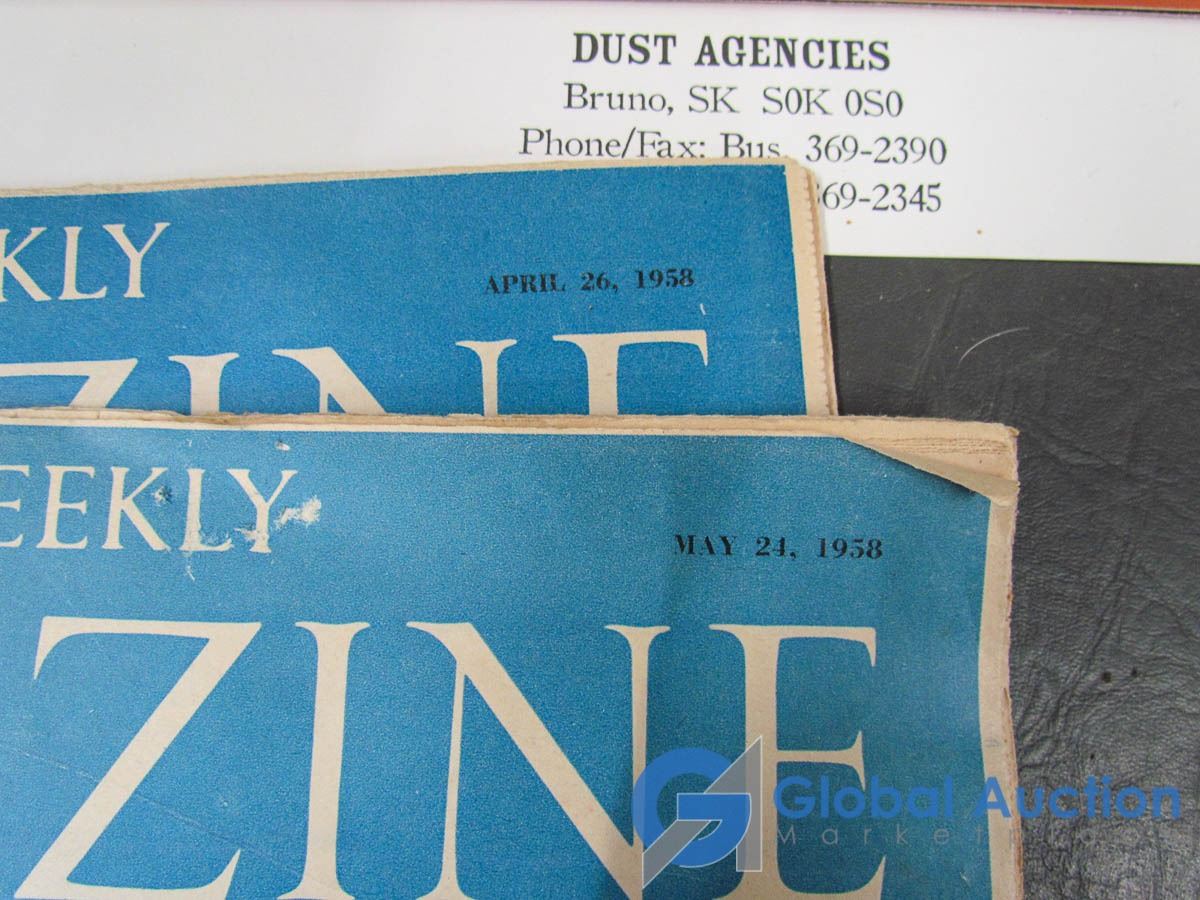 DUST AGENCIES
Bruno, SK S0K 0S0
Phone/Fax: Bus. 369-2390
369-2345
EKLY
APRIL 26, 1958
ZINE
EEKLY
MAY 24, 1958
ZINE
Global Auction